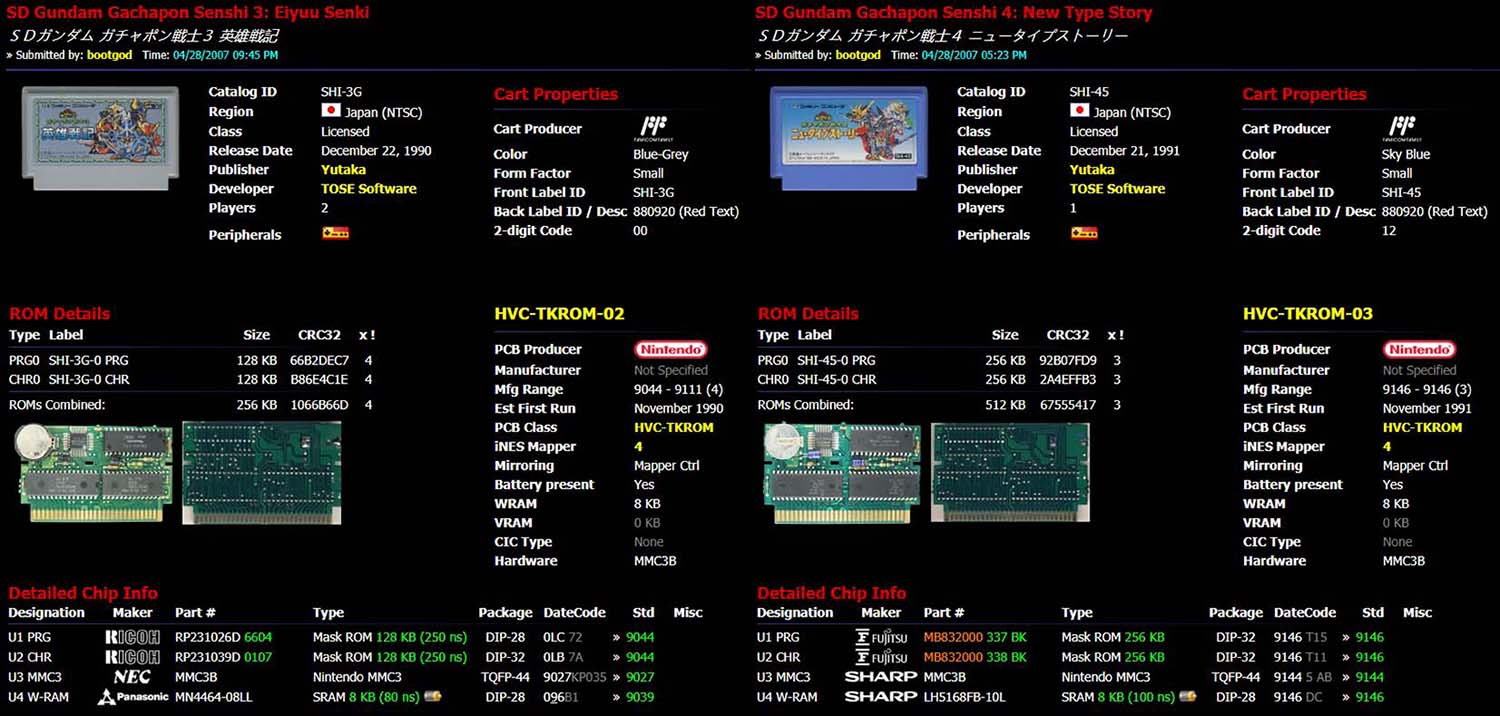 SD Gundam Gachapon Senshi 3: Eiyuu Senki
ＳＤガンダム ガチャポン戦士３ 英雄戦記
» Submitted by: bootgod Time: 04/28/2007 09:45 PM
Catalog ID SHI-3G
Region Japan (NTSC)
Class Licensed
Release Date December 22, 1990
Publisher Yutaka
Developer TOSE Software
Players 2
Peripherals
Cart Properties
Cart Producer
Color Blue-Grey
Form Factor Small
Front Label ID SHI-3G
Back Label ID / Desc 880920 (Red Text)
2-digit Code 00
ROM Details
Type Label Size CRC32 x !
PRG0 SHI-3G-0 PRG 128 KB 66B2DEC7 4
CHR0 SHI-3G-0 CHR 128 KB B86E4C1E 4
ROMs Combined: 256 KB 1066B66D 4
HVC-TKROM-02
PCB Producer Nintendo
Manufacturer Not Specified
Mfg Range 9044 - 9111 (4)
Est First Run November 1990
PCB Class HVC-TKROM
iNES Mapper 4
Mirroring Mapper Ctrl
Battery present Yes
WRAM 8 KB
VRAM 0 KB
CIC Type None
Hardware MMC3B
Detailed Chip Info
Designation Maker Part # Type Package DateCode Std Misc
U1 PRG RICOH RP231026D 6604 Mask ROM 128 KB (250 ns) DIP-28 0LC 72 » 9044
U2 CHR RICOH RP231039D 0107 Mask ROM 128 KB (250 ns) DIP-32 0LB 7A » 9044
U3 MMC3 NEC MMC3B Nintendo MMC3 TQFP-44 9027KP035 » 9027
U4 W-RAM Panasonic MN4464-08LL SRAM 8 KB (80 ns) DIP-28 096B1 » 9039
SD Gundam Gachapon Senshi 4: New Type Story
ＳＤガンダム ガチャポン戦士４ ニュータイプストーリー
» Submitted by: bootgod Time: 04/28/2007 05:23 PM
Catalog ID SHI-45
Region Japan (NTSC)
Class Licensed
Release Date December 21, 1991
Publisher Yutaka
Developer TOSE Software
Players 1
Peripherals
Cart Properties
Cart Producer
Color Sky Blue
Form Factor Small
Front Label ID SHI-45
Back Label ID / Desc 880920 (Red Text)
2-digit Code 12
ROM Details
Type Label Size CRC32 x !
PRG0 SHI-45-0 PRG 256 KB 92B07FD9 3
CHR0 SHI-45-0 CHR 256 KB 2A4EFFB3 3
ROMs Combined: 512 KB 67555417 3
HVC-TKROM-03
PCB Producer Nintendo
Manufacturer Not Specified
Mfg Range 9146 - 9146 (3)
Est First Run November 1991
PCB Class HVC-TKROM
iNES Mapper 4
Mirroring Mapper Ctrl
Battery present Yes
WRAM 8 KB
VRAM 0 KB
CIC Type None
Hardware MMC3B
Detailed Chip Info
Designation Maker Part # Type Package DateCode Std Misc
U1 PRG FUJITSU MB832000 337 BK Mask ROM 256 KB DIP-32 9146 T15 » 9146
U2 CHR FUJITSU MB832000 338 BK Mask ROM 256 KB DIP-32 9146 T11 » 9146
U3 MMC3 SHARP MMC3B Nintendo MMC3 TQFP-44 9144 5 AB » 9144
U4 W-RAM SHARP LH5168FB-10L SRAM 8 KB (100 ns) DIP-28 9146 DC » 9146